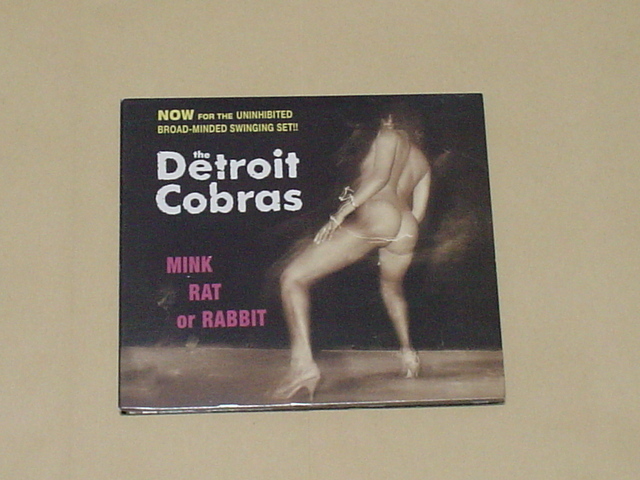 NOW FOR THE UNINHIBITED
BROAD-MINDED SWINGING SET!!
the
Detroit
Cobras
MINK
RAT
or RABBIT